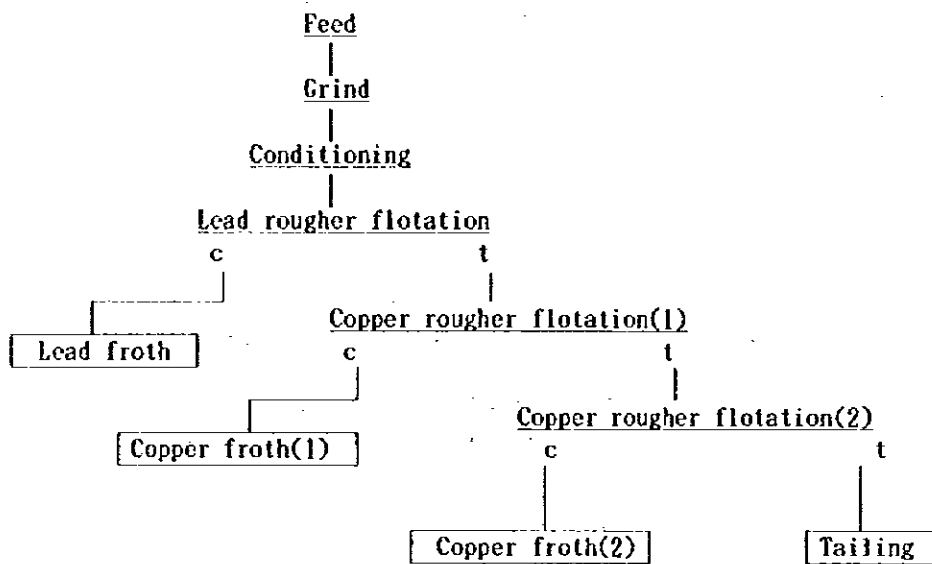 Feed
Grind
Conditioning
Lead rougher flotation
c t
Copper rougher flotation(1)
Lead froth
c t
Copper rougher flotation(2)
Copper froth(1)
c t
Copper froth(2) Tailing